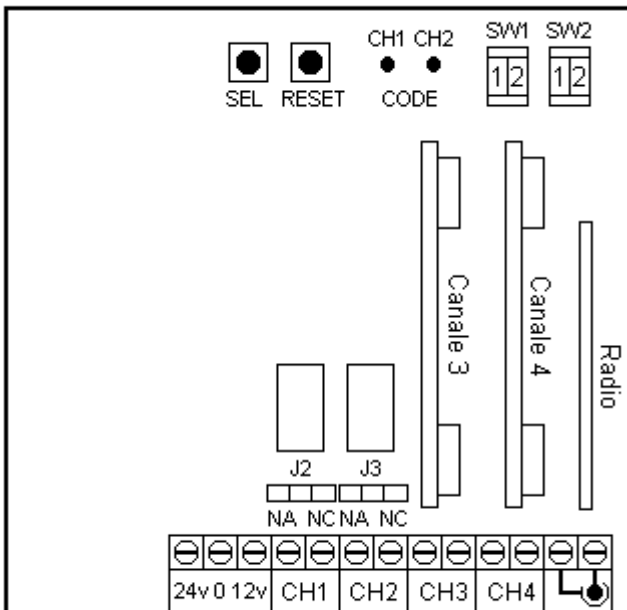 CH1 CH2 SW1 SW2
1 2 1 2
SEL RESET CODE
Canale 3
Canale 4
Radio
J2 J3
NA NC NA NC
24v 0 12v CH1 CH2 CH3 CH4